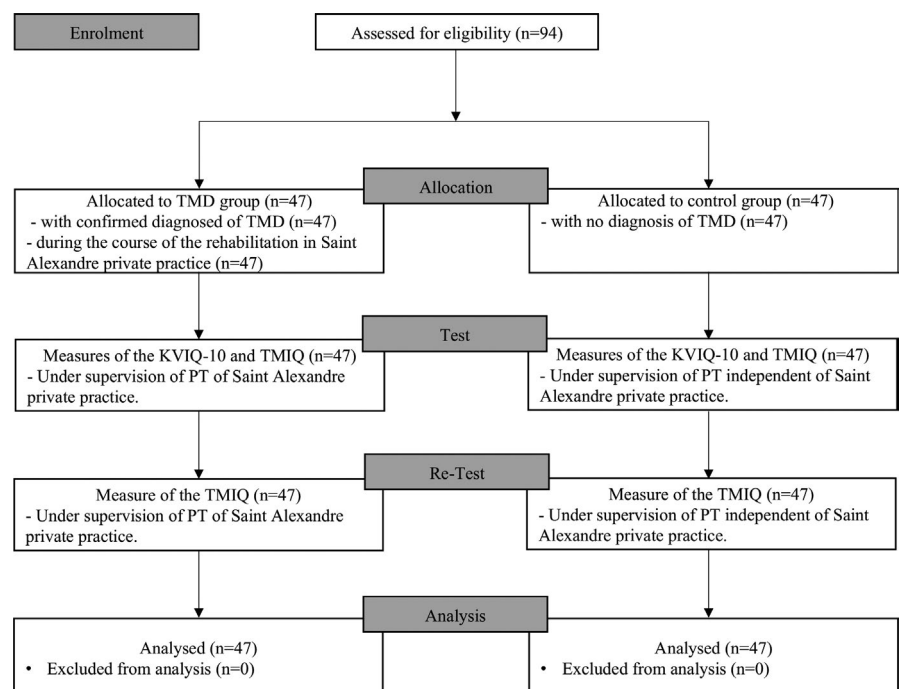 Enrolment
Assessed for eligibility (n=94)
Allocation
Allocated to TMD group (n=47)
- with confirmed diagnosed of TMD (n=47)
- during the course of the rehabilitation in Saint
Alexandre private practice (n=47)
Allocated to control group (n=47)
- with no diagnosis of TMD (n=47)
Test
Measures of the KVIQ-10 and TMIQ (n=47)
- Under supervision of PT of Saint Alexandre
private practice.
Measures of the KVIQ-10 and TMIQ (n=47)
- Under supervision of PT independent of Saint
Alexandre private practice.
Re-Test
Measure of the TMIQ (n=47)
- Under supervision of PT of Saint Alexandre
private practice.
Measure of the TMIQ (n=47)
- Under supervision of PT independent of Saint
Alexandre private practice.
Analysis
Analysed (n=47)
• Excluded from analysis (n=0)
Analysed (n=47)
• Excluded from analysis (n=0)